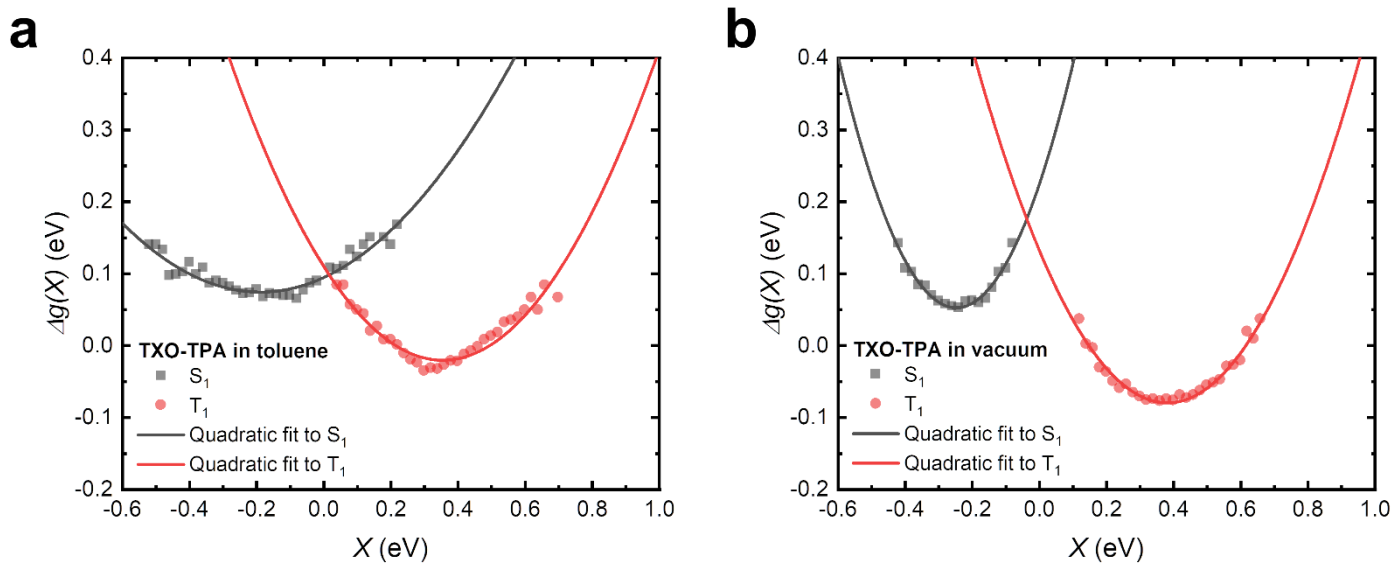 a
0.4
0.3
0.2
0.1
0.0
-0.1
-0.2
Δg(X) (eV)
TXO-TPA in toluene
S₁
T₁
Quadratic fit to S₁
Quadratic fit to T₁
-0.6 -0.4 -0.2 0.0 0.2 0.4 0.6 0.8 1.0
X (eV)
b
0.4
0.3
0.2
0.1
0.0
-0.1
-0.2
Δg(X) (eV)
TXO-TPA in vacuum
S₁
T₁
Quadratic fit to S₁
Quadratic fit to T₁
-0.6 -0.4 -0.2 0.0 0.2 0.4 0.6 0.8 1.0
X (eV)